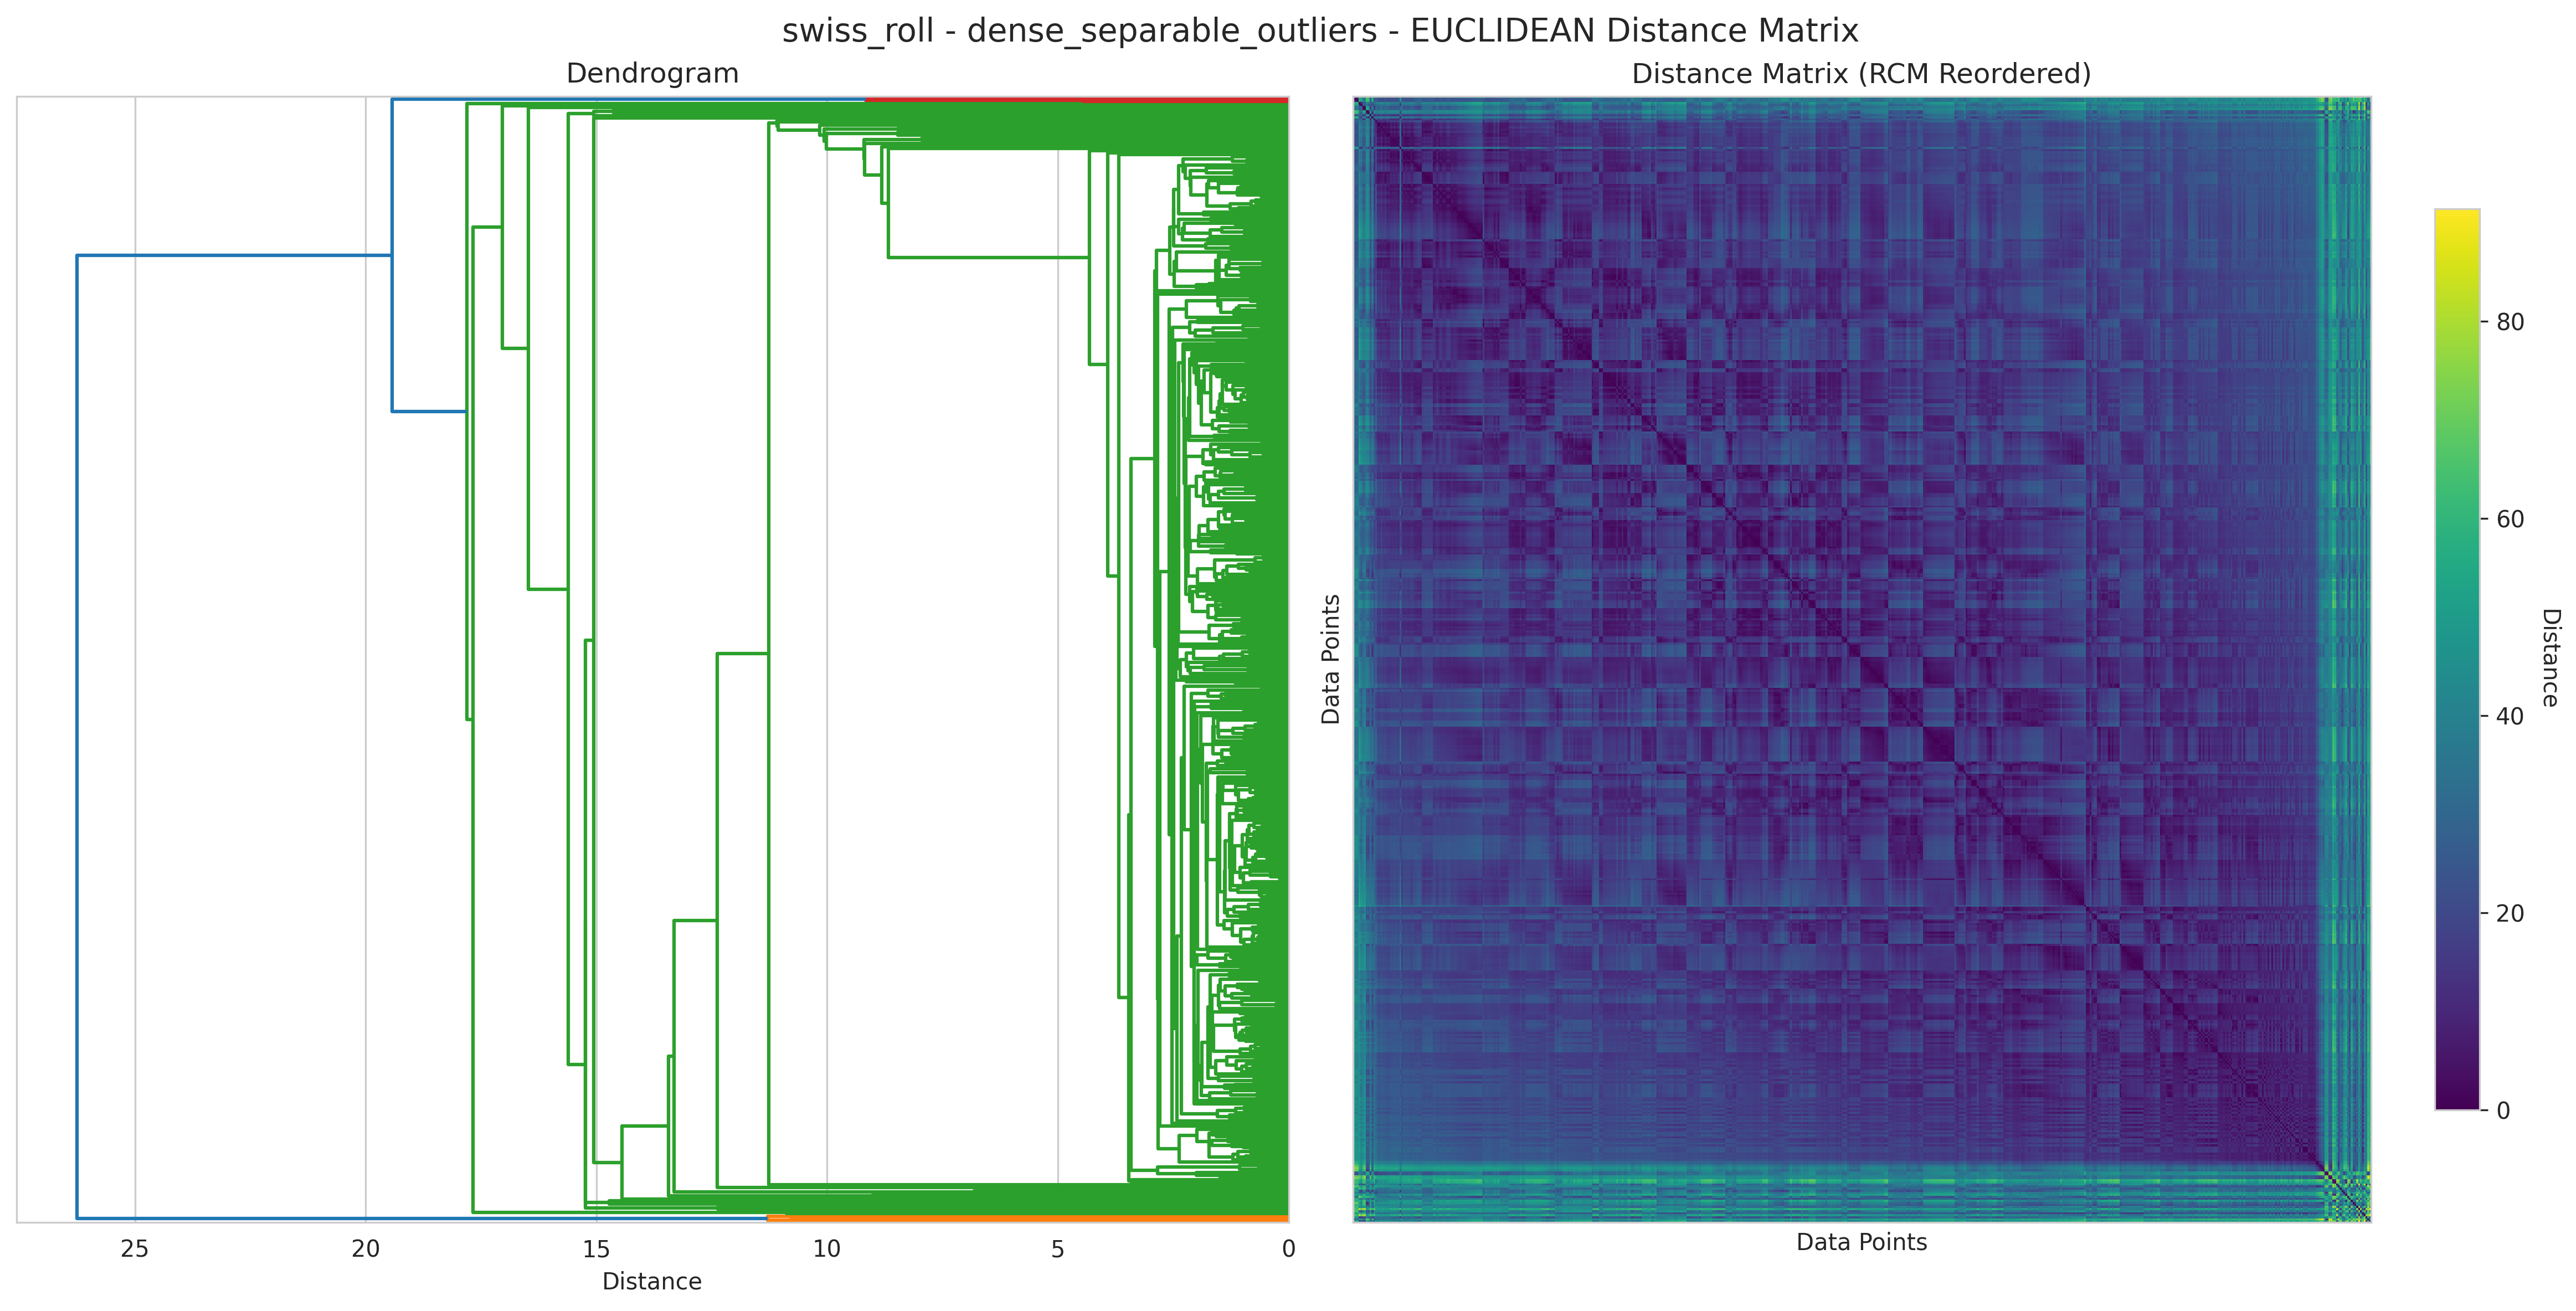 swiss_roll - dense_separable_outliers - EUCLIDEAN Distance Matrix
Dendrogram
25 20 15 10 5 0
Distance
Distance Matrix (RCM Reordered)
Data Points
Data Points
80
60
40
20
0
Distance